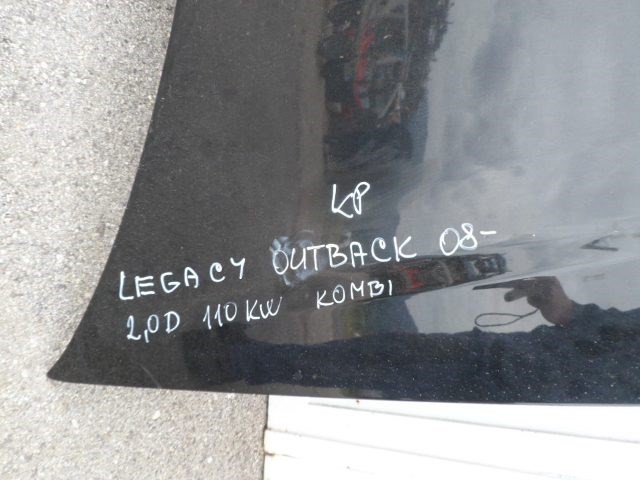 KP
LEGACY OUTBACK 08-
2,0D 110KW KOMBI